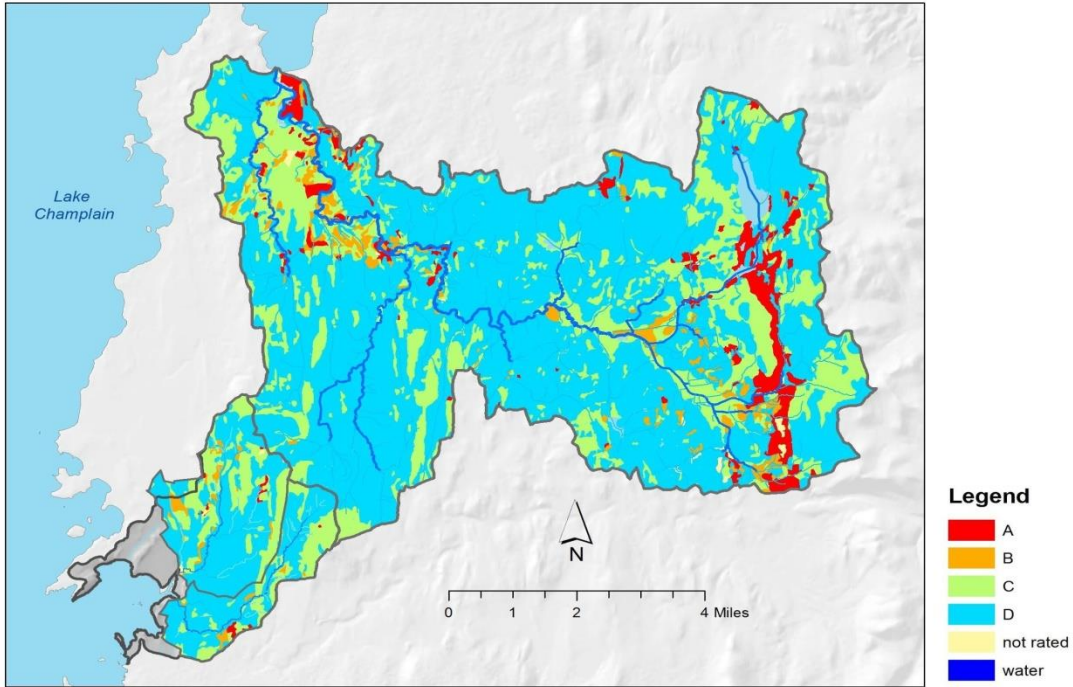 Lake
Champlain
N
0 1 2 4 Miles
Legend
A
B
C
D
not rated
water